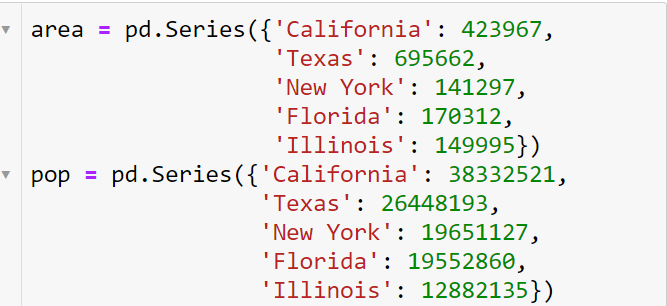 area = pd.Series({'California': 423967,
'Texas': 695662,
'New York': 141297,
'Florida': 170312,
'Illinois': 149995})
pop = pd.Series({'California': 38332521,
'Texas': 26448193,
'New York': 19651127,
'Florida': 19552860,
'Illinois': 12882135})